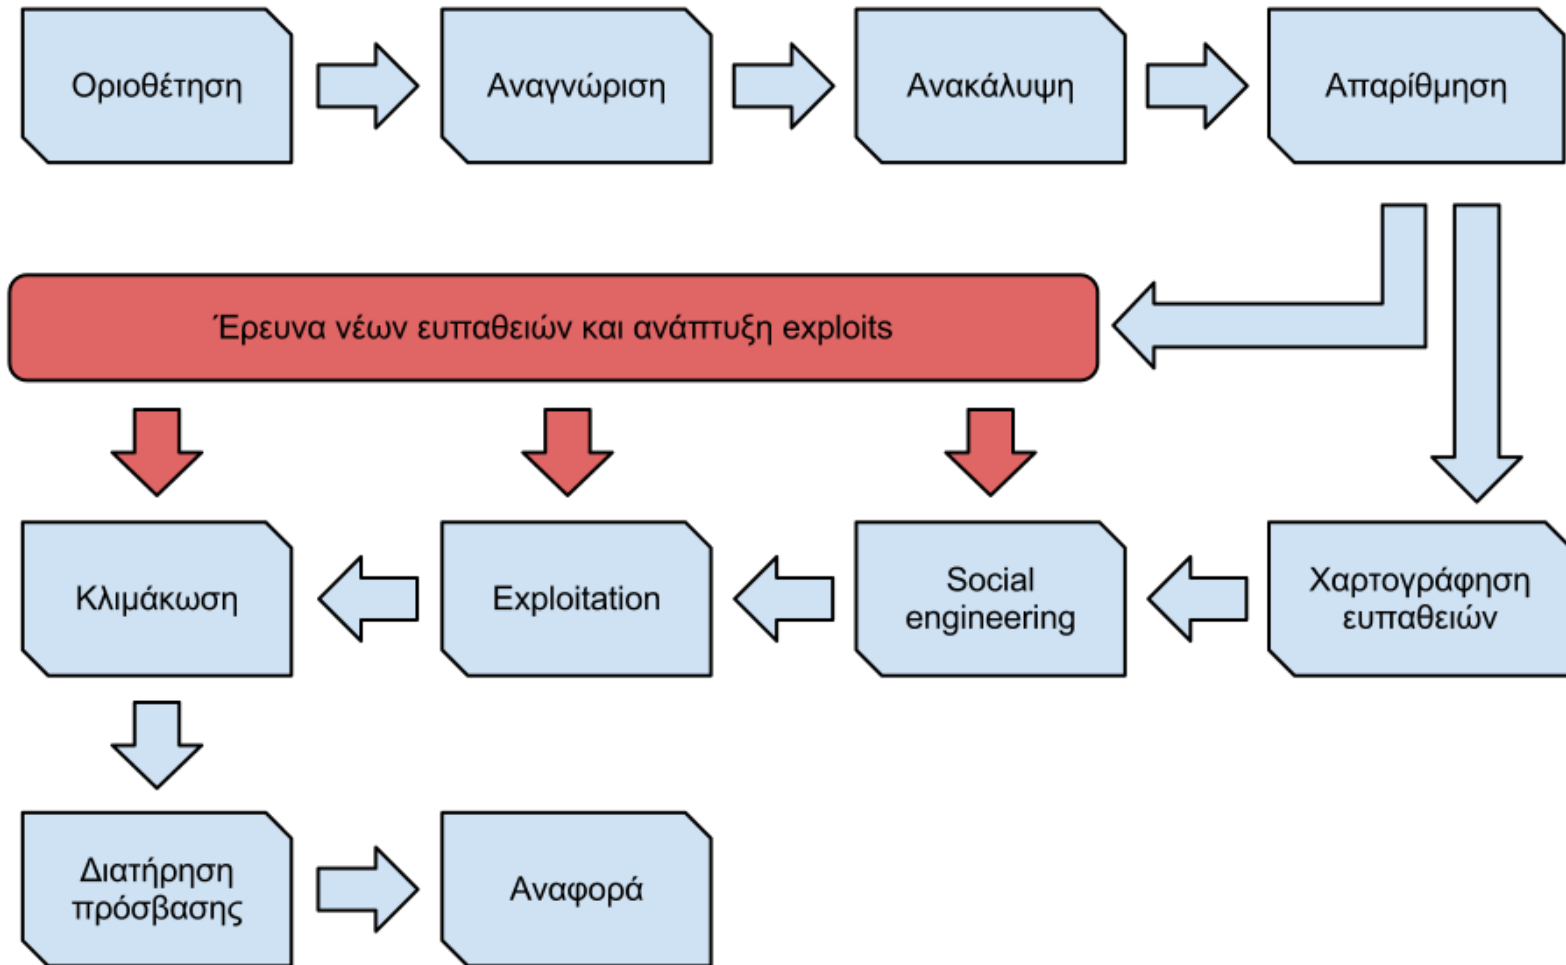 Οριοθέτηση
Αναγνώριση
Ανακάλυψη
Απαρίθμηση
Έρευνα νέων ευπαθειών και ανάπτυξη exploits
Κλιμάκωση
Exploitation
Social
engineering
Χαρτογράφηση
ευπαθειών
Διατήρηση
πρόσβασης
Αναφορά